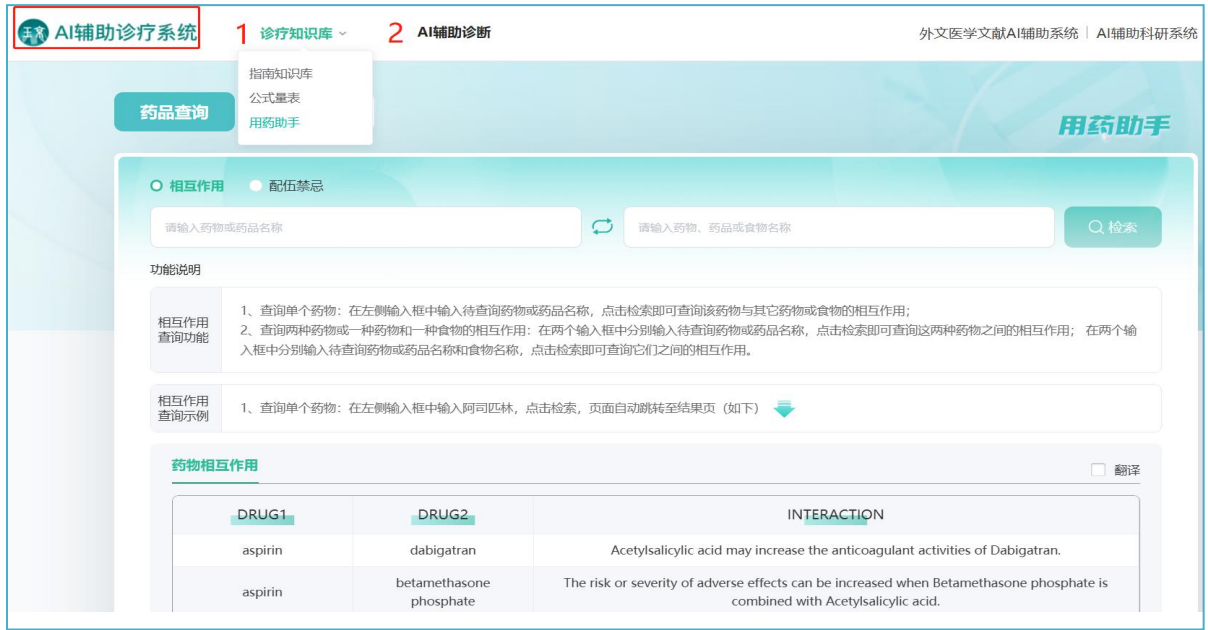 AI辅助诊疗系统
1 诊疗知识库
2 AI辅助诊断
外文医学文献AI辅助系统 | AI辅助科研系统
指南知识库
公式量表
用药助手
药品查询
用药助手
相互作用 配伍禁忌
请输入药物或药品名称
请输入药物、药品或食物名称
检索
功能说明
相互作用
查询功能
1、查询单个药物：在左侧输入框中输入待查询药物或药品名称，点击检索即可查询该药物与其它药物或食物的相互作用；
2、查询两种药物或一种药物和一种食物的相互作用：在两个输入框中分别输入待查询药物或药品名称，点击检索即可查询这两种药物之间的相互作用； 在两个输
入框中分别输入待查询药物或药品名称和食物名称，点击检索即可查询它们之间的相互作用。
相互作用
查询示例
1、查询单个药物：在左侧输入框中输入阿司匹林，点击检索，页面自动跳转至结果页（如下）
药物相互作用
翻译
DRUG1 DRUG2 INTERACTION
aspirin dabigatran Acetylsalicylic acid may increase the anticoagulant activities of Dabigatran.
aspirin
betamethasone
phosphate
The risk or severity of adverse effects can be increased when Betamethasone phosphate is
combined with Acetylsalicylic acid.